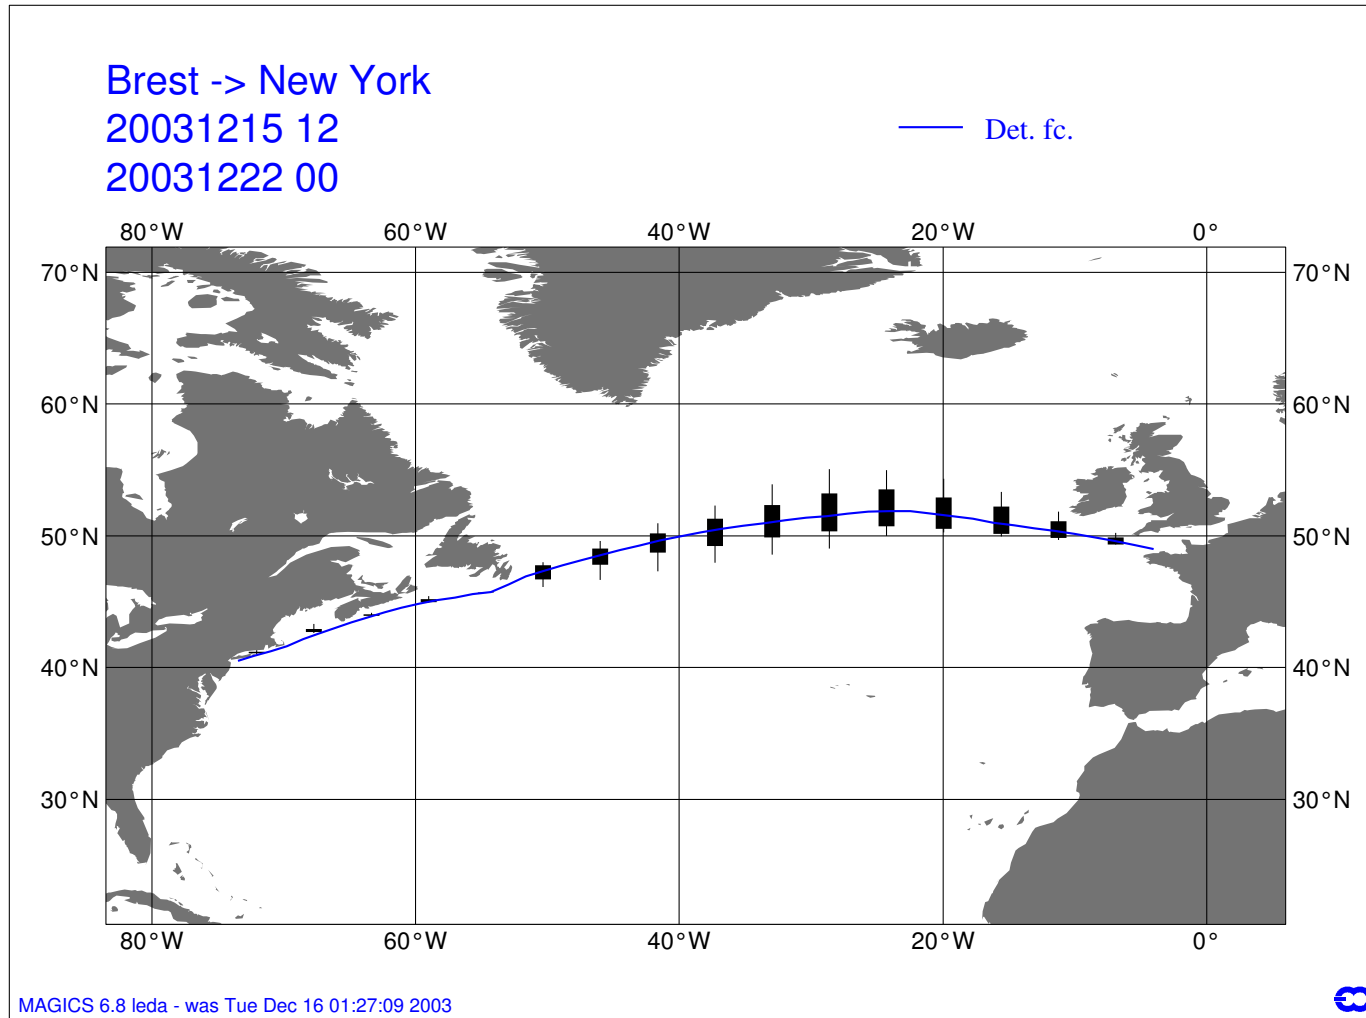 Brest -> New York
20031215 12
20031222 00
Det. fc.
80°W 60°W 40°W 20°W 0°
70°N 70°N
60°N 60°N
50°N 50°N
40°N 40°N
30°N 30°N
80°W 60°W 40°W 20°W 0°
MAGICS 6.8 leda - was Tue Dec 16 01:27:09 2003